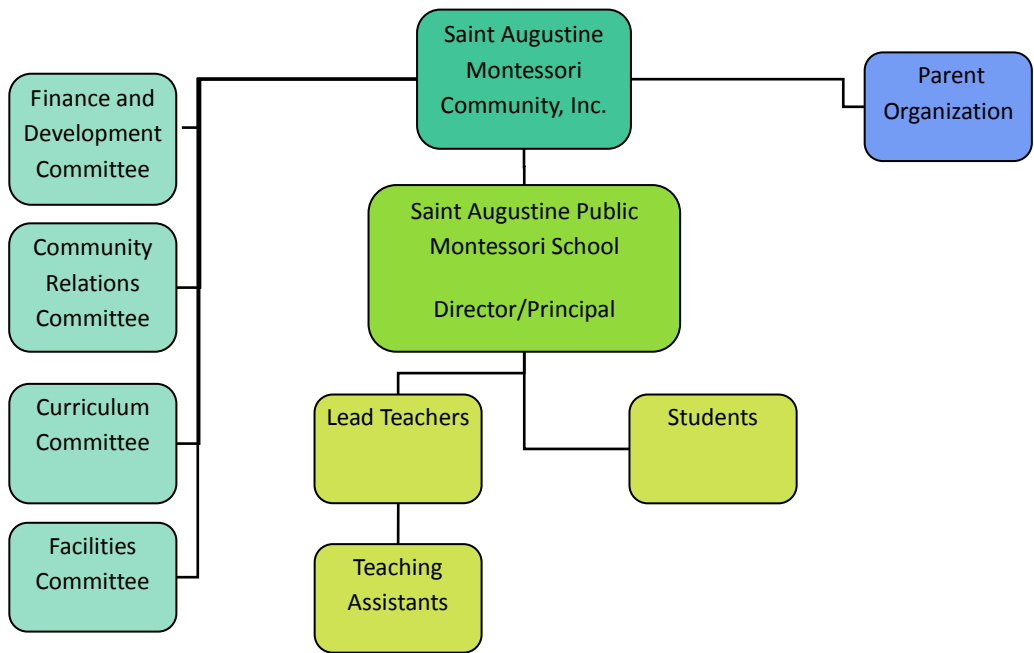 Saint Augustine
Montessori
Community, Inc.
Parent
Organization
Finance and
Development
Committee
Saint Augustine Public
Montessori School
Director/Principal
Community
Relations
Committee
Curriculum
Committee
Lead Teachers
Students
Facilities
Committee
Teaching
Assistants